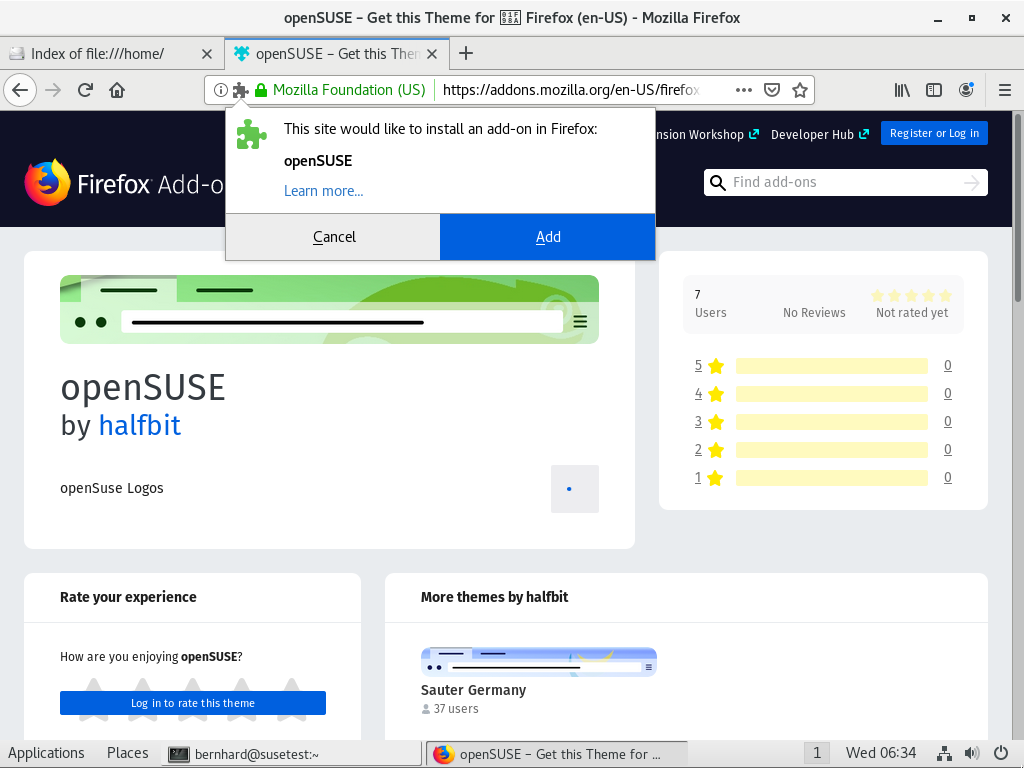 openSUSE – Get this Theme for 01F98A Firefox (en-US) - Mozilla Firefox
Index of file:///home/
openSUSE – Get this Then
Mozilla Foundation (US)
https://addons.mozilla.org/en-US/firefox
This site would like to install an add-on in Firefox:
openSUSE
Learn more...
Cancel
Add
nsion Workshop
Developer Hub
Register or Log in
Firefox Add-o
Find add-ons
openSUSE
by halfbit
openSuse Logos
7
Users
No Reviews
Not rated yet
5 0
4 0
3 0
2 0
1 0
Rate your experience
How are you enjoying openSUSE?
Log in to rate this theme
More themes by halfbit
Sauter Germany
37 users
Applications
Places
bernhard@susetest:~
openSUSE – Get this Theme for ...
1
Wed 06:34